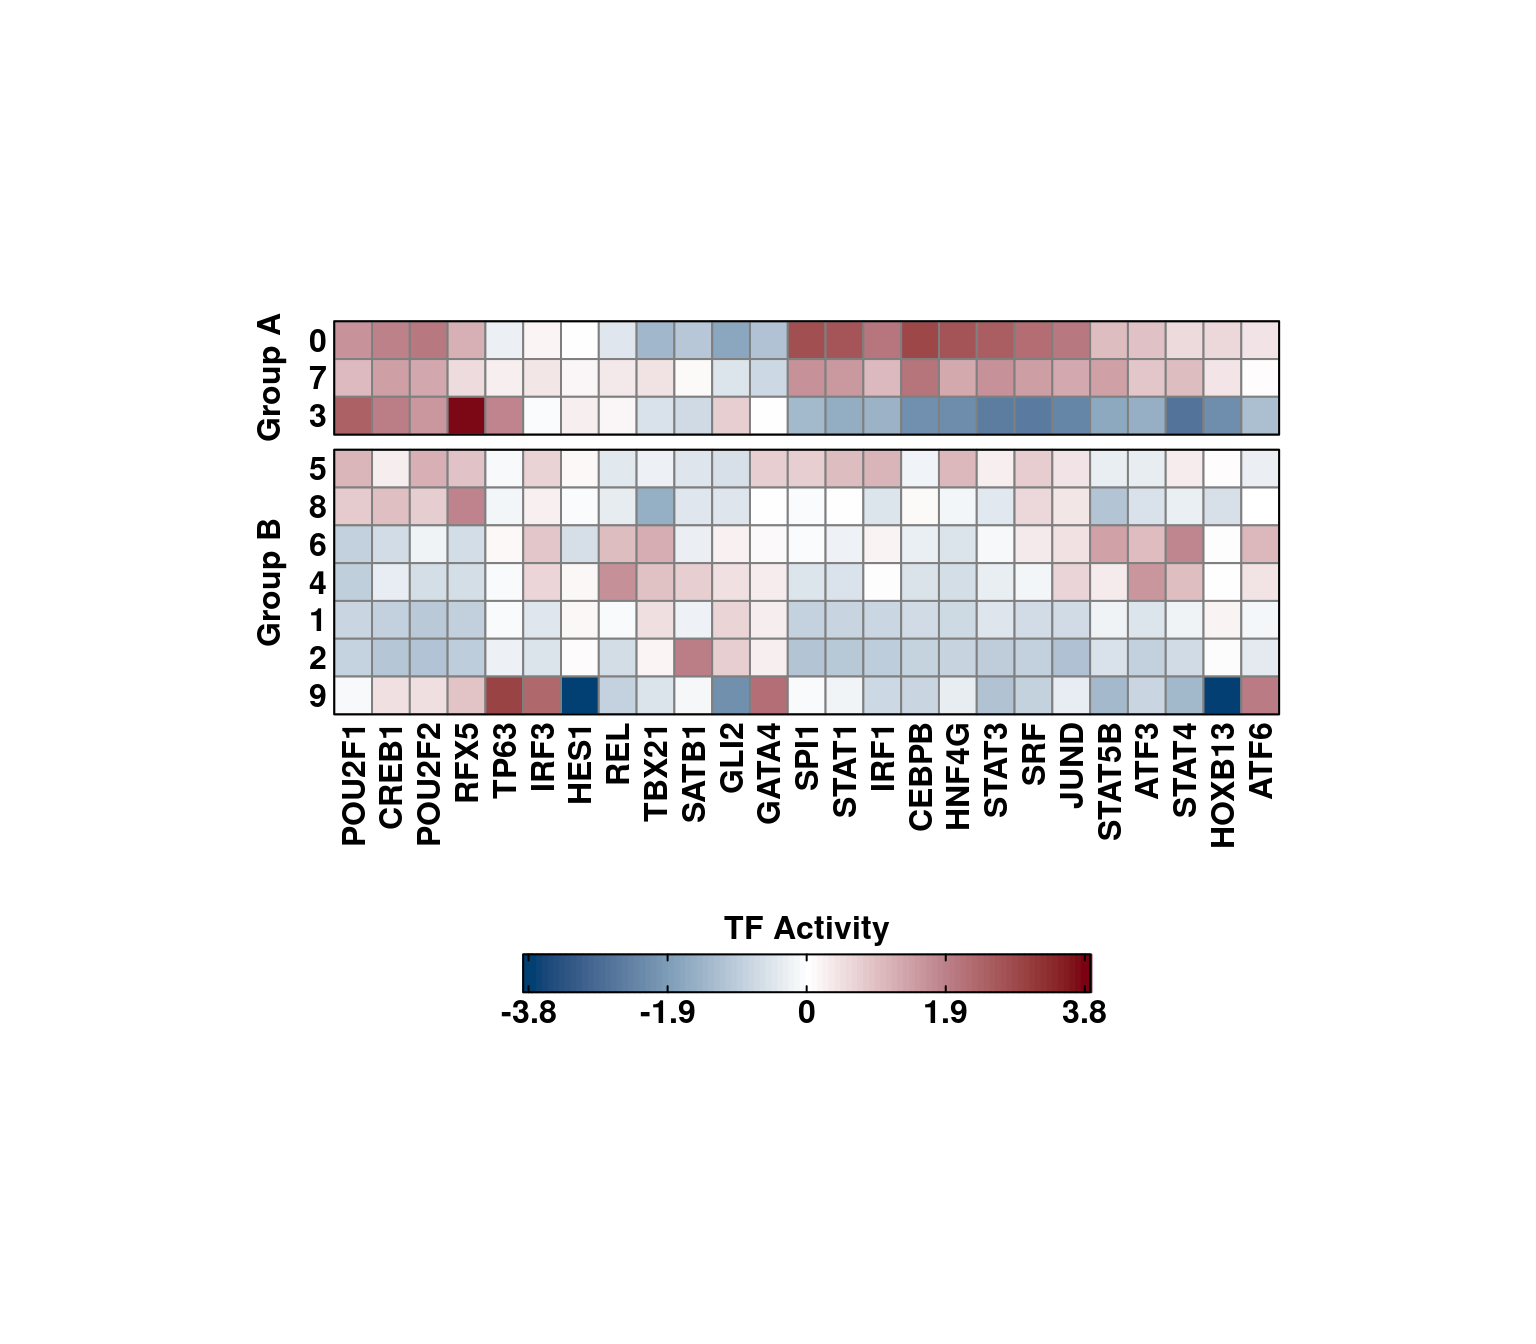 Group A
0
7
3
Group B
5
8
6
4
1
2
9
POU2F1 CREB1 POU2F2 RFX5 TP63 IRF3 HES1 REL TBX21 SATB1 GLI2 GATA4 SPI1 STAT1 IRF1 CEBPB HNF4G STAT3 SRF JUND STAT5B ATF3 STAT4 HOXB13 ATF6
TF Activity
-3.8 -1.9 0 1.9 3.8